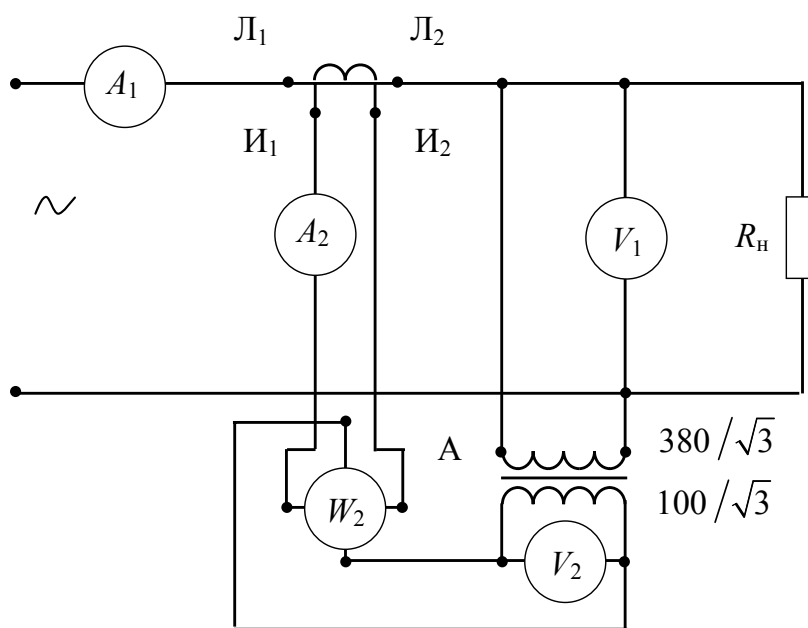 Л₁ Л₂
A₁
И₁ И₂
A₂ V₁ Rн
А 380/√3
100/√3
W₂
V₂